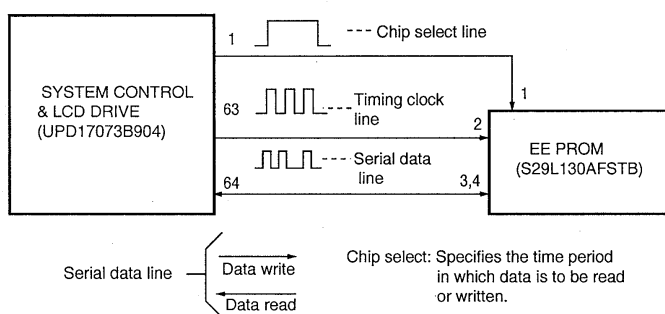 1
Chip select line
SYSTEM CONTROL
& LCD DRIVE
(UPD17073B904)
63
Timing clock
line
1
2
EE PROM
(S29L130AFSTB)
Serial data
line
64
3,4
Serial data line
Data write
Data read
Chip select: Specifies the time period
in which data is to be read
or written.